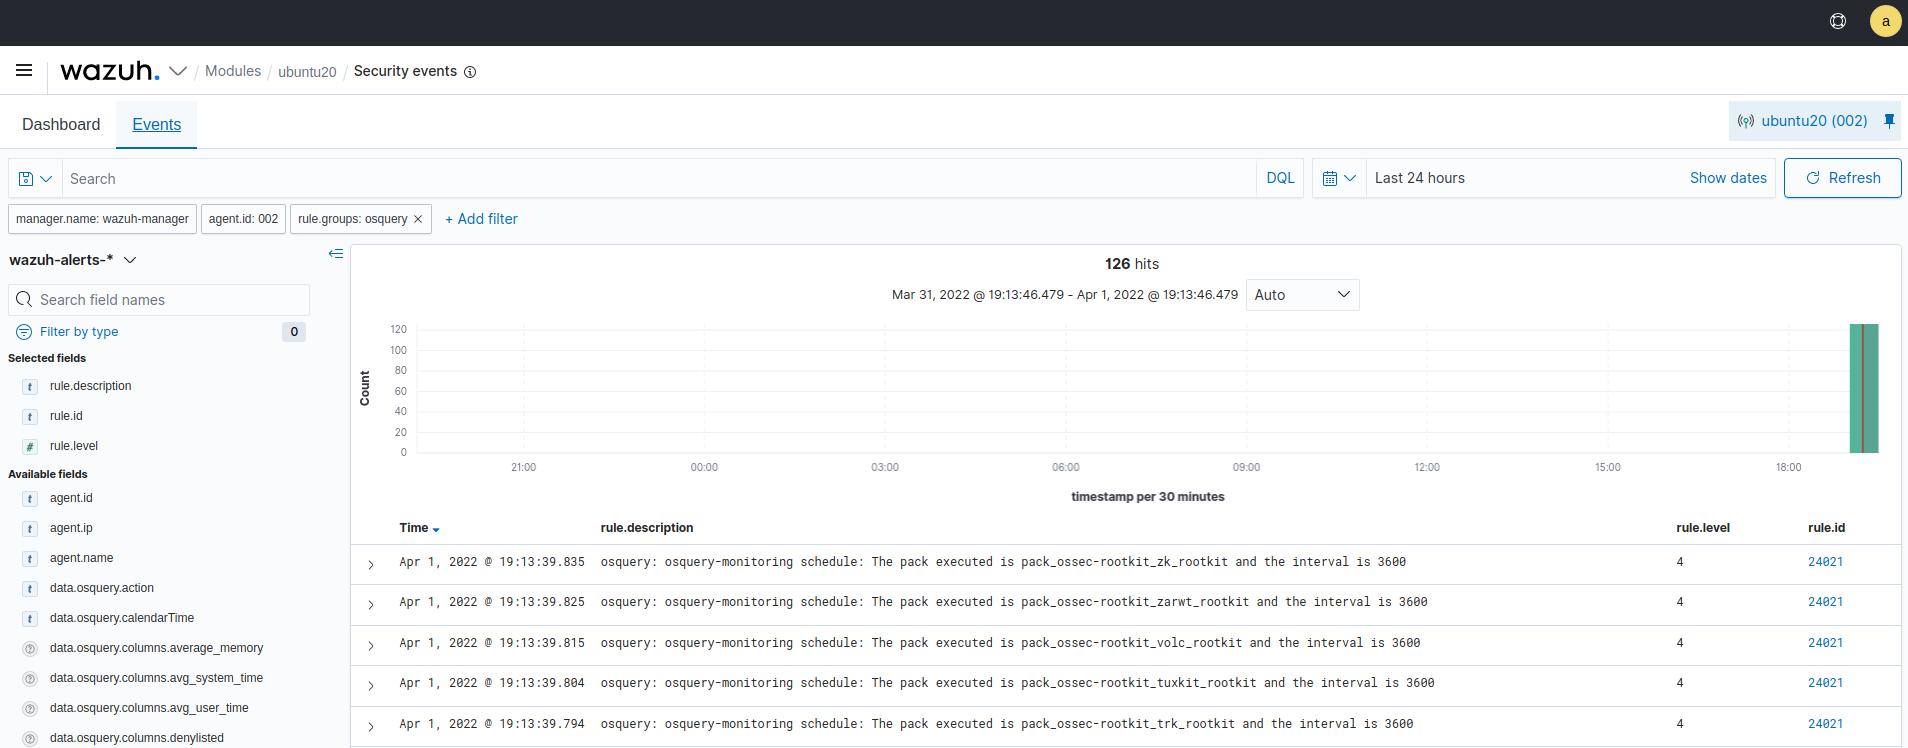 a
wazuh. / Modules / ubuntu20 / Security events
Dashboard Events ubuntu20 (002)
Search DQL Last 24 hours Show dates Refresh
manager.name: wazuh-manager agent.id: 002 rule.groups: osquery × + Add filter
wazuh-alerts-*
126 hits
Search field names
Mar 31, 2022 @ 19:13:46.479 - Apr 1, 2022 @ 19:13:46.479 Auto
Filter by type 0
Selected fields
t rule.description
t rule.id
# rule.level
Available fields
t agent.id
t agent.ip
t agent.name
t data.osquery.action
t data.osquery.calendarTime
? data.osquery.columns.average_memory
? data.osquery.columns.avg_system_time
? data.osquery.columns.avg_user_time
? data.osquery.columns.denylisted
Count
120
100
80
60
40
20
0
21:00 00:00 03:00 06:00 09:00 12:00 15:00 18:00
timestamp per 30 minutes
Time rule.description rule.level rule.id
Apr 1, 2022 @ 19:13:39.835 osquery: osquery-monitoring schedule: The pack executed is pack_ossec-rootkit_zk_rootkit and the interval is 3600 4 24021
Apr 1, 2022 @ 19:13:39.825 osquery: osquery-monitoring schedule: The pack executed is pack_ossec-rootkit_zarwt_rootkit and the interval is 3600 4 24021
Apr 1, 2022 @ 19:13:39.815 osquery: osquery-monitoring schedule: The pack executed is pack_ossec-rootkit_volc_rootkit and the interval is 3600 4 24021
Apr 1, 2022 @ 19:13:39.804 osquery: osquery-monitoring schedule: The pack executed is pack_ossec-rootkit_tuxkit_rootkit and the interval is 3600 4 24021
Apr 1, 2022 @ 19:13:39.794 osquery: osquery-monitoring schedule: The pack executed is pack_ossec-rootkit_trk_rootkit and the interval is 3600 4 24021